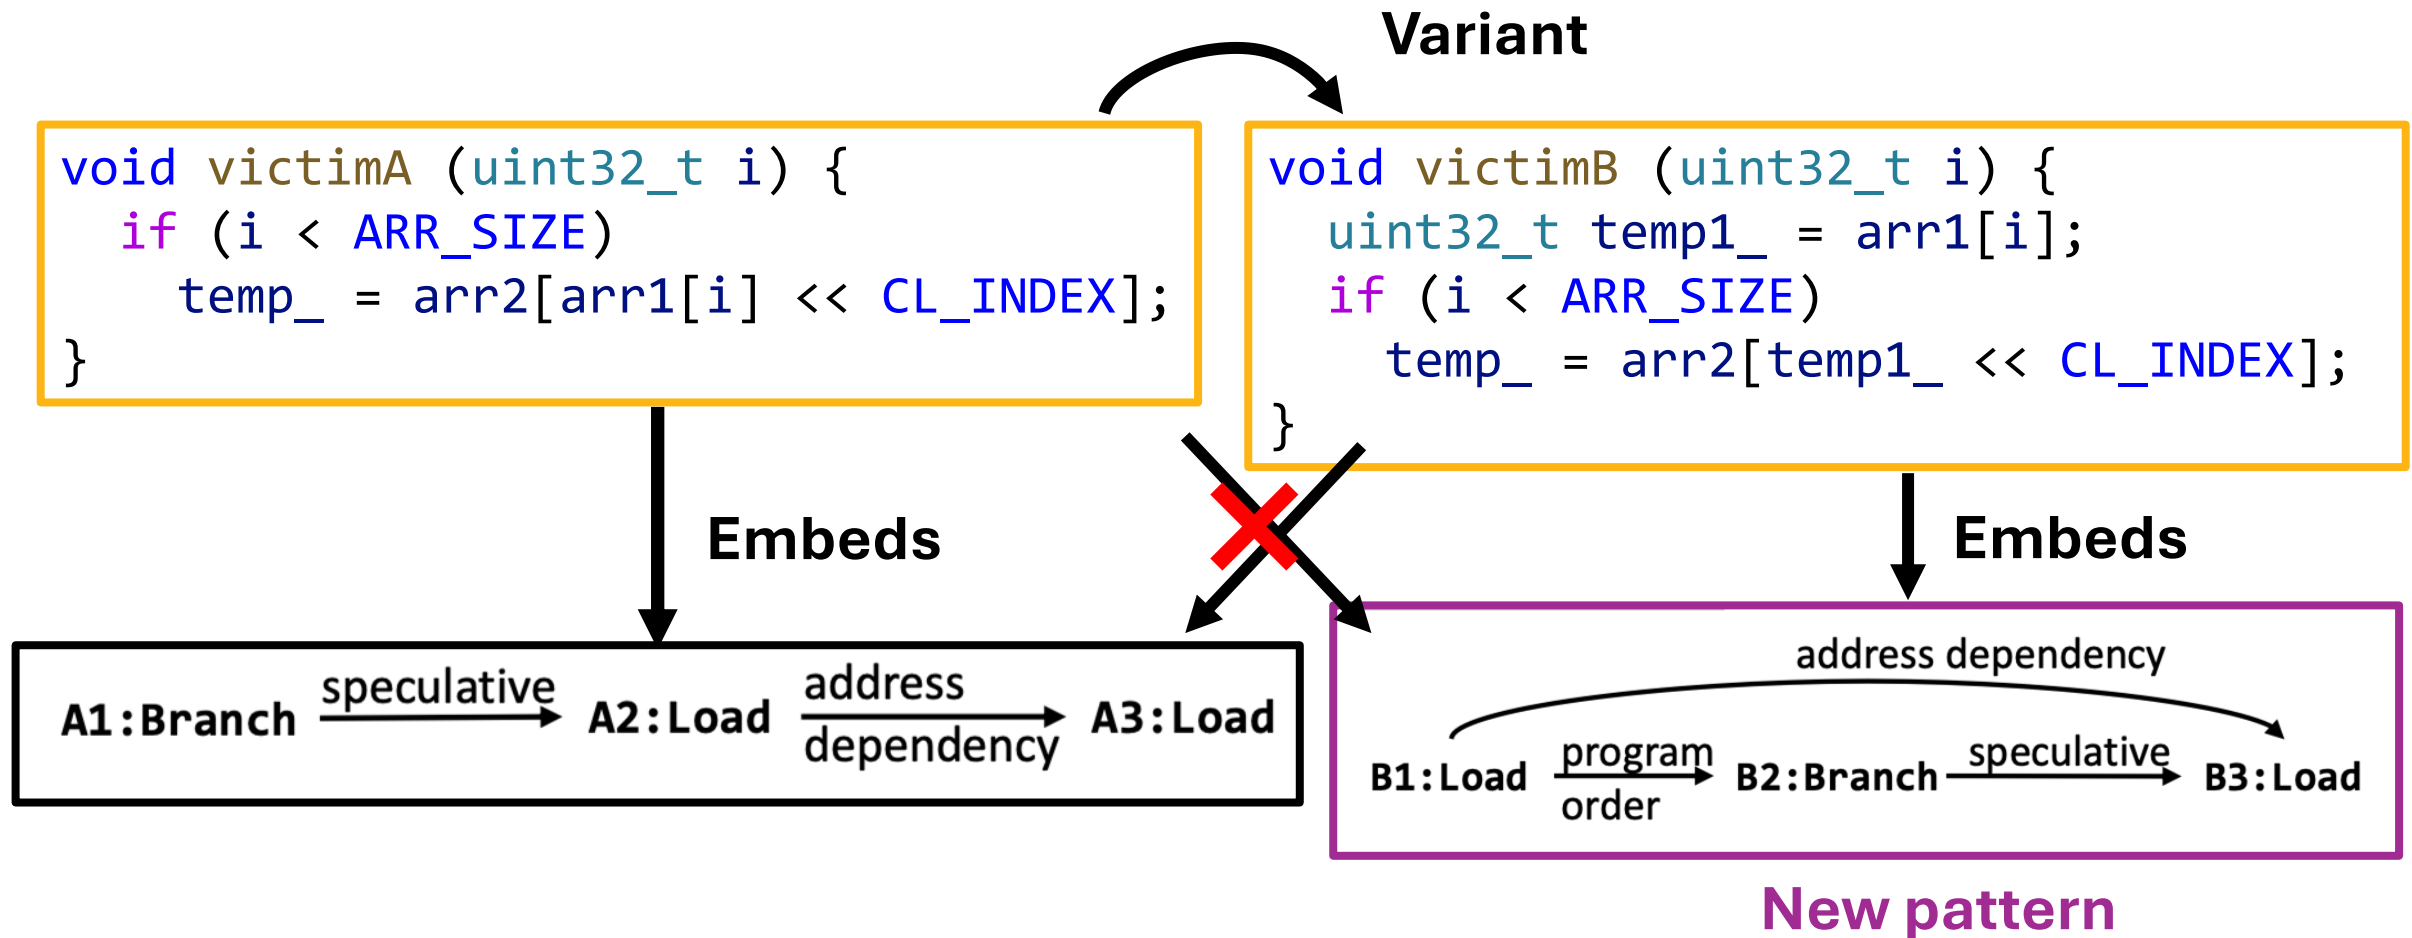 Variant
void victimA (uint32_t i) {
if (i < ARR_SIZE)
temp_ = arr2[arr1[i] << CL_INDEX];
}
void victimB (uint32_t i) {
uint32_t temp1_ = arr1[i];
if (i < ARR_SIZE)
temp_ = arr2[temp1_ << CL_INDEX];
}
Embeds
Embeds
A1:Branch speculative A2:Load address dependency A3:Load
address dependency
B1:Load program order B2:Branch speculative B3:Load
New pattern